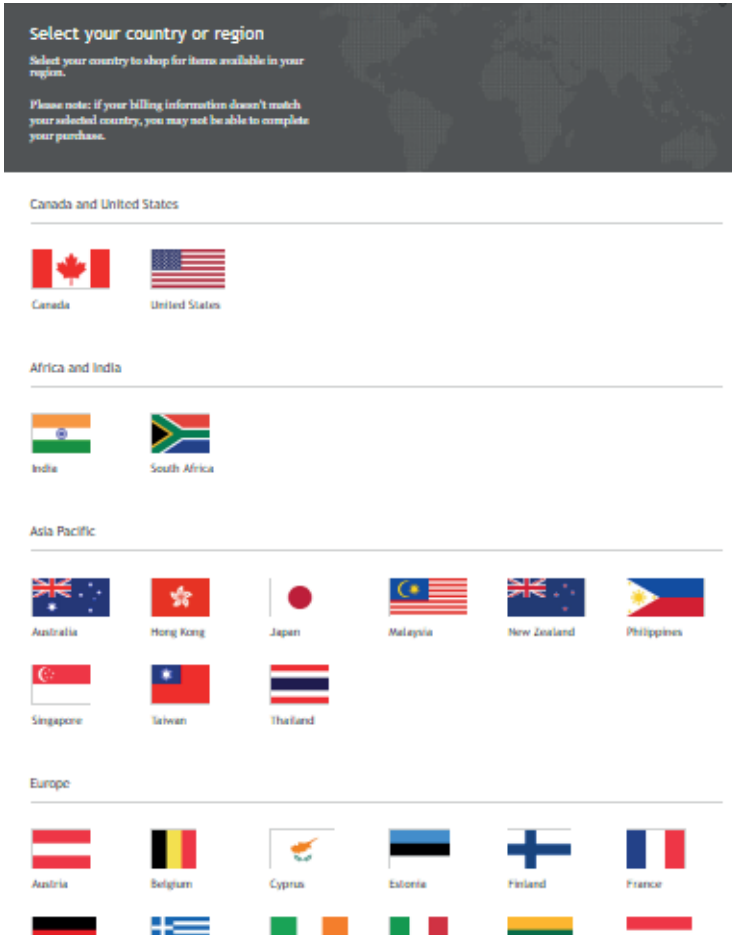 Select your country or region
Select your country to shop for items available in your
region.
Please note: if your billing information doesn't match
your selected country, you may not be able to complete
your purchase.
Canada and United States
Canada United States
Africa and India
India South Africa
Asia Pacific
Australia Hong Kong Japan Malaysia New Zealand Philippines
Singapore Taiwan Thailand
Europe
Austria Belgium Cyprus Estonia Finland France